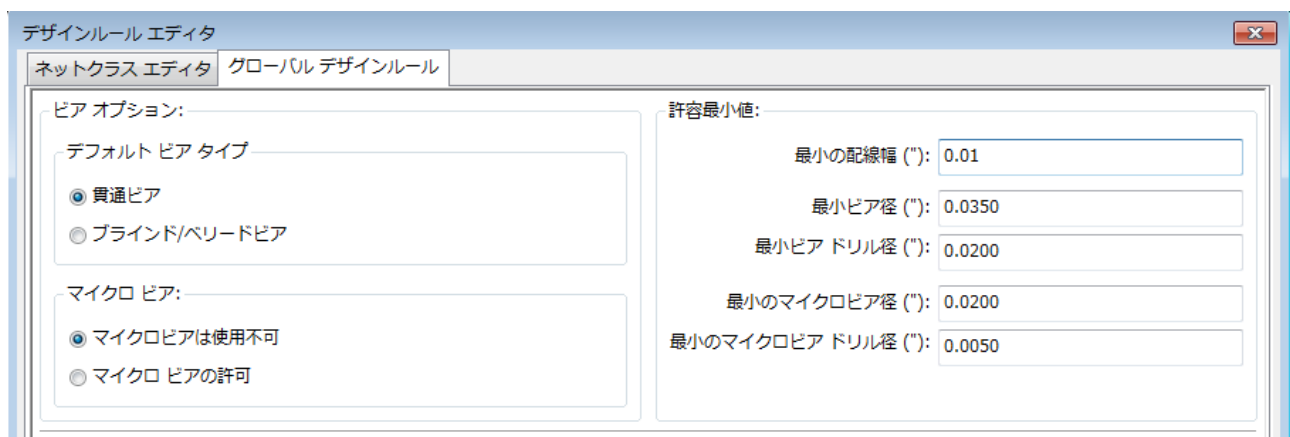 デザインルール エディタ
ネットクラス エディタ
グローバル デザインルール
ビア オプション:
デフォルト ビア タイプ
貫通ビア
ブラインド/ベリードビア
マイクロ ビア:
マイクロビアは使用不可
マイクロ ビアの許可
許容最小値:
最小の配線幅 ("): 0.01
最小ビア径 ("): 0.0350
最小ビア ドリル径 ("): 0.0200
最小のマイクロビア径 ("): 0.0200
最小のマイクロビア ドリル径 ("): 0.0050